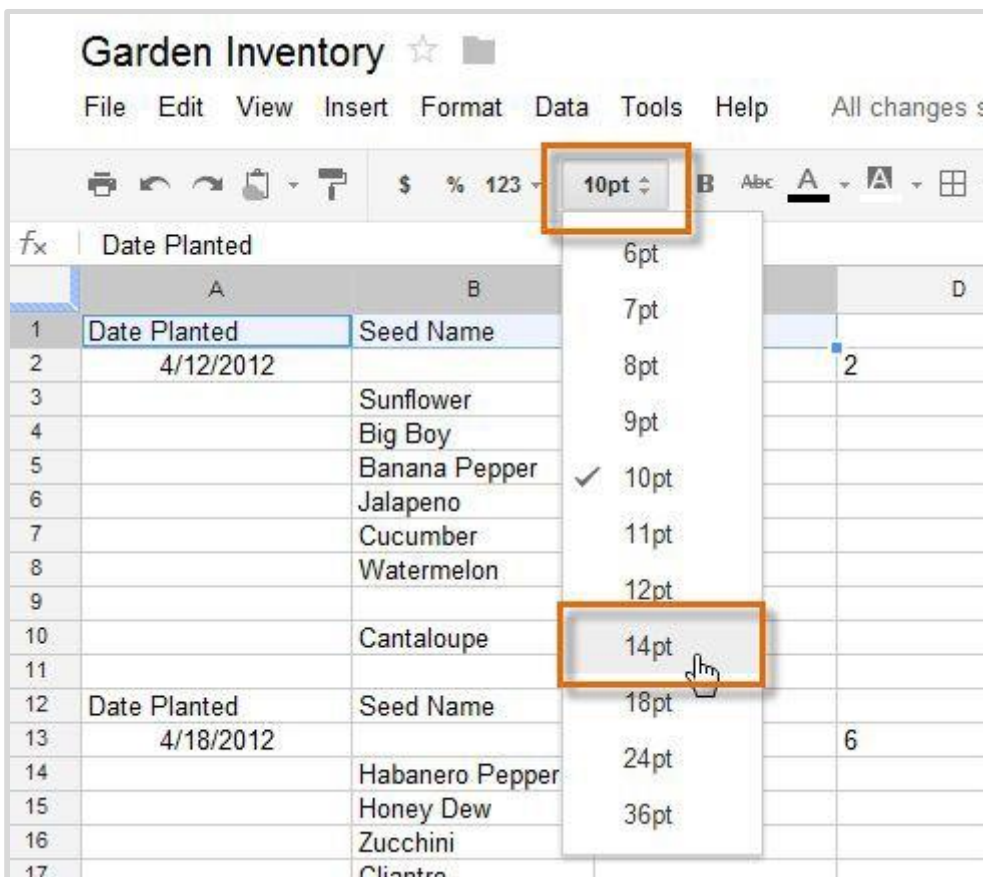 Garden Inventory
File Edit View Insert Format Data Tools Help All changes s
$ % 123 10pt B Abc A A
fx Date Planted
A B D
1 Date Planted Seed Name
2 4/12/2012 2
3 Sunflower
4 Big Boy
5 Banana Pepper
6 Jalapeno
7 Cucumber
8 Watermelon
9
10 Cantaloupe
11
12 Date Planted Seed Name
13 4/18/2012 6
14 Habanero Pepper
15 Honey Dew
16 Zucchini
17 Cliantro
6pt
7pt
8pt
9pt
10pt
11pt
12pt
14pt
18pt
24pt
36pt